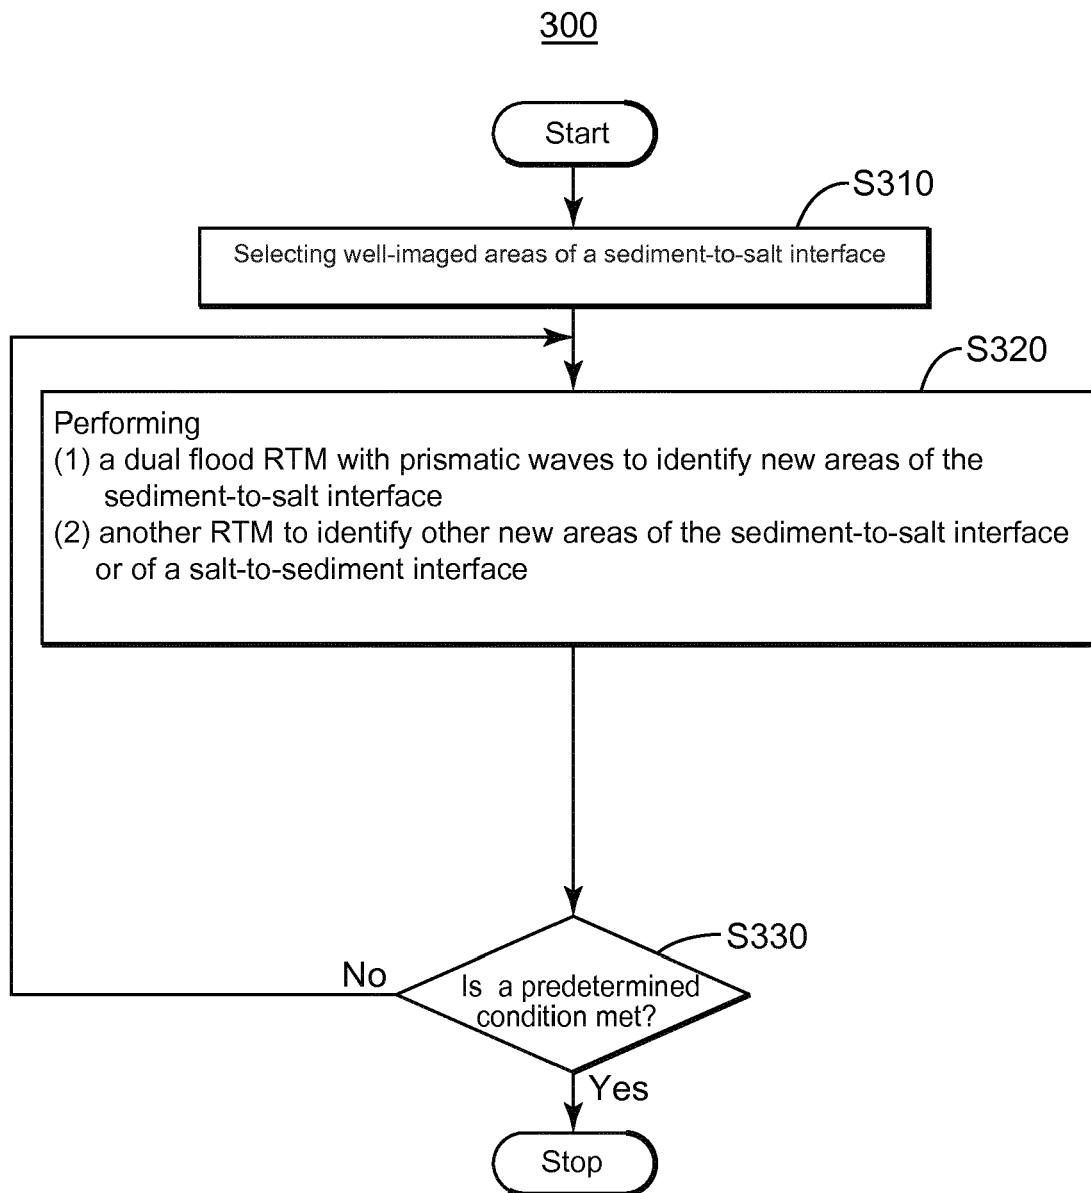 300
Start
S310
Selecting well-imaged areas of a sediment-to-salt interface
S320
Performing
(1) a dual flood RTM with prismatic waves to identify new areas of the
sediment-to-salt interface
(2) another RTM to identify other new areas of the sediment-to-salt interface
or of a salt-to-sediment interface
S330
No
Is a predetermined
condition met?
Yes
Stop